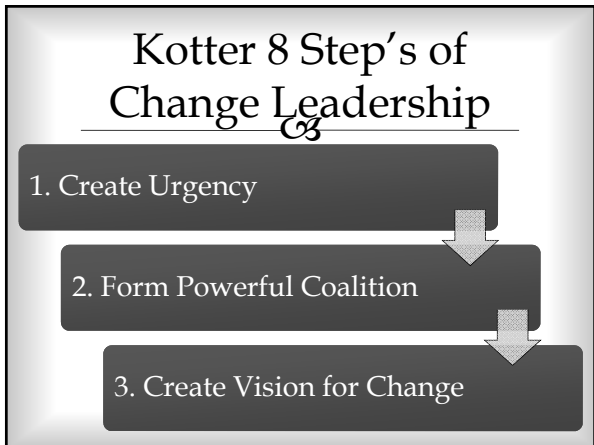 Kotter 8 Step's of
Change Leadership
1. Create Urgency
2. Form Powerful Coalition
3. Create Vision for Change